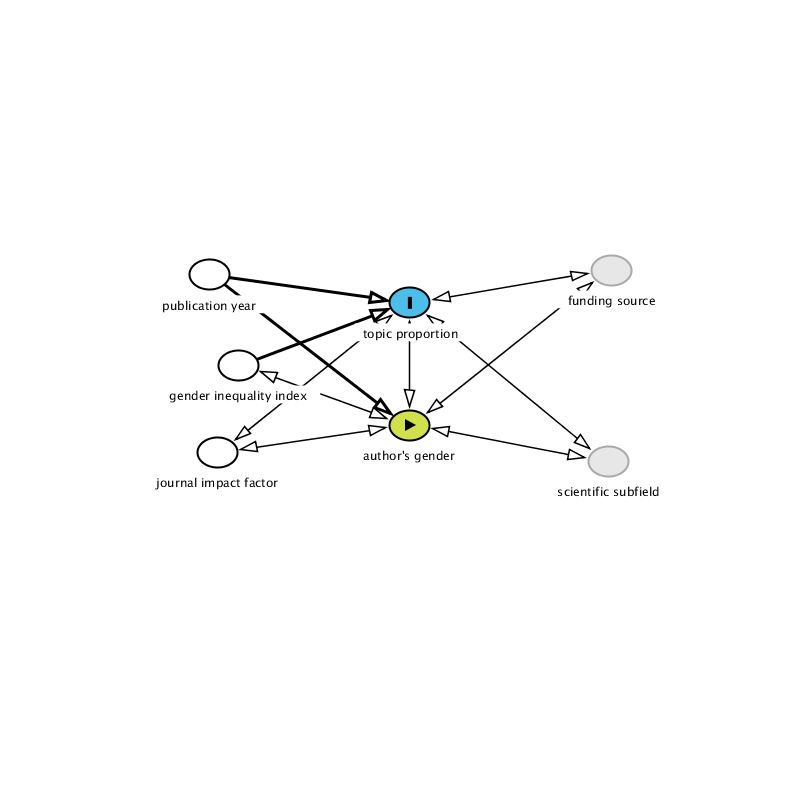 funding source
publication year
topic proportion
gender inequality index
author's gender
journal impact factor
scientific subfield